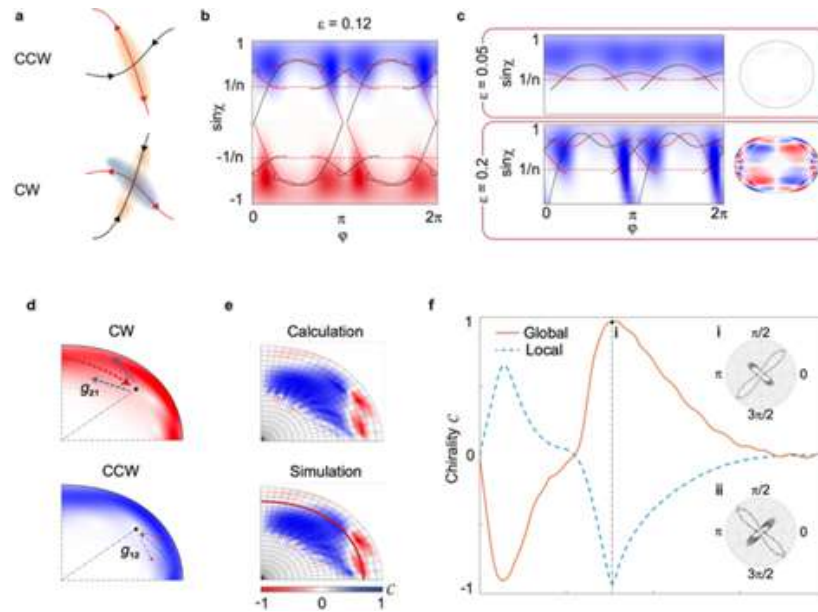 a
CCW
CW
b
ε = 0.12
1
1/n
sinχ
-1/n
-1
0
π
2π
φ
c
ε = 0.05
1
1/n
sinχ
ε = 0.2
1
1/n
sinχ
0
φ
π
2π
d
CW
g21
CCW
g12
e
Calculation
Simulation
-1
0
1
C
f
1
0
-1
Chirality C
Global
Local
i
i
π/2
π
0
3π/2
ii
π/2
π
0
3π/2